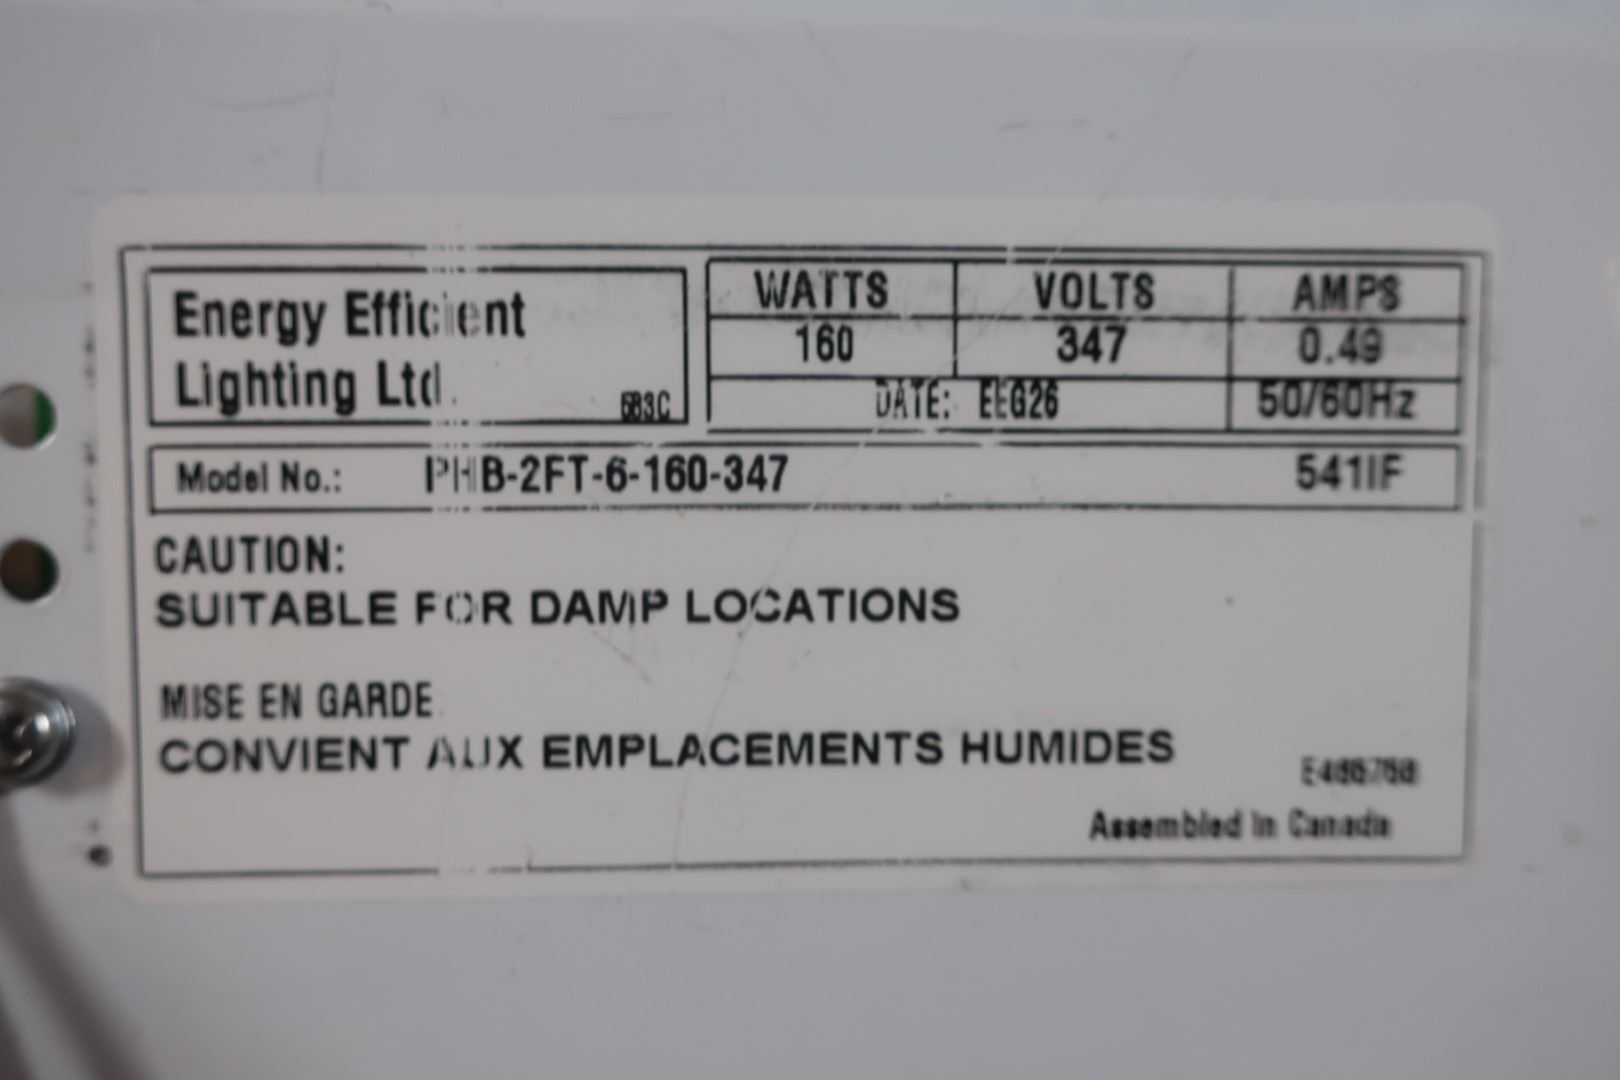 Energy Efficient
Lighting Ltd.
WATTS VOLTS AMPS
160 347 0.49
DATE: 50/60Hz
Model No.: PHB-2FT-6-160-347 541IF
CAUTION:
SUITABLE FOR DAMP LOCATIONS
MISE EN GARDE
CONVIENT AUX EMPLACEMENTS HUMIDES
Assembled in Canada